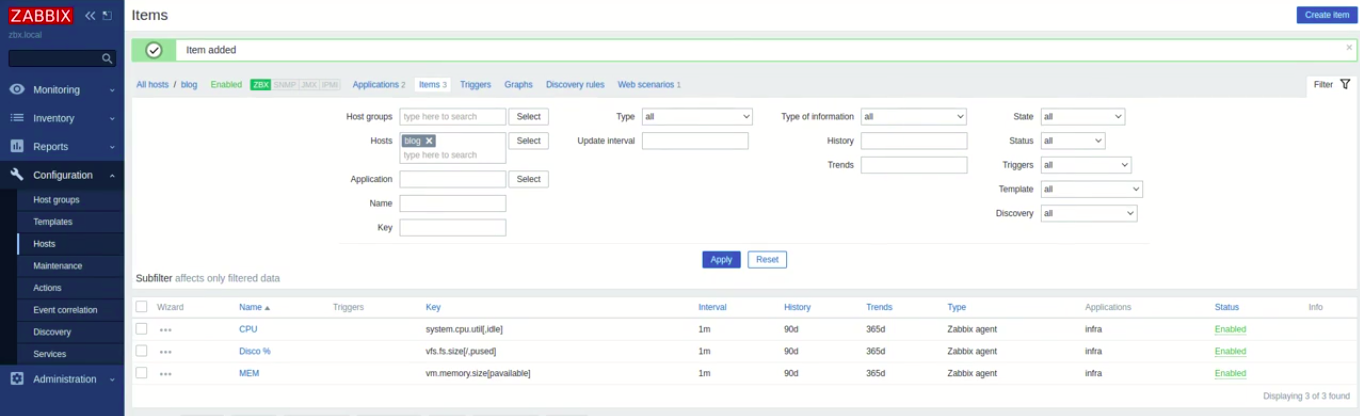 ZABBIX
zbx.local
Monitoring
Inventory
Reports
Configuration
Host groups
Templates
Hosts
Maintenance
Actions
Event correlation
Discovery
Services
Administration
Items
Create item
Item added
All hosts / blog Enabled ZBX SNMP JMX IPMI Applications 2 Items 3 Triggers Graphs Discovery rules Web scenarios 1 Filter
Host groups type here to search Select Type all Type of information all State all
Hosts blog type here to search Select Update interval History Status all
Trends Triggers all
Application Select
Template all
Name
Discovery all
Key
Apply Reset
Subfilter affects only filtered data
Wizard Name Triggers Key Interval History Trends Type Applications Status Info
CPU system.cpu.util[,idle] 1m 90d 365d Zabbix agent infra Enabled
Disco % vfs.fs.size[/,pused] 1m 90d 365d Zabbix agent infra Enabled
MEM vm.memory.size[pavailable] 1m 90d 365d Zabbix agent infra Enabled
Displaying 3 of 3 found